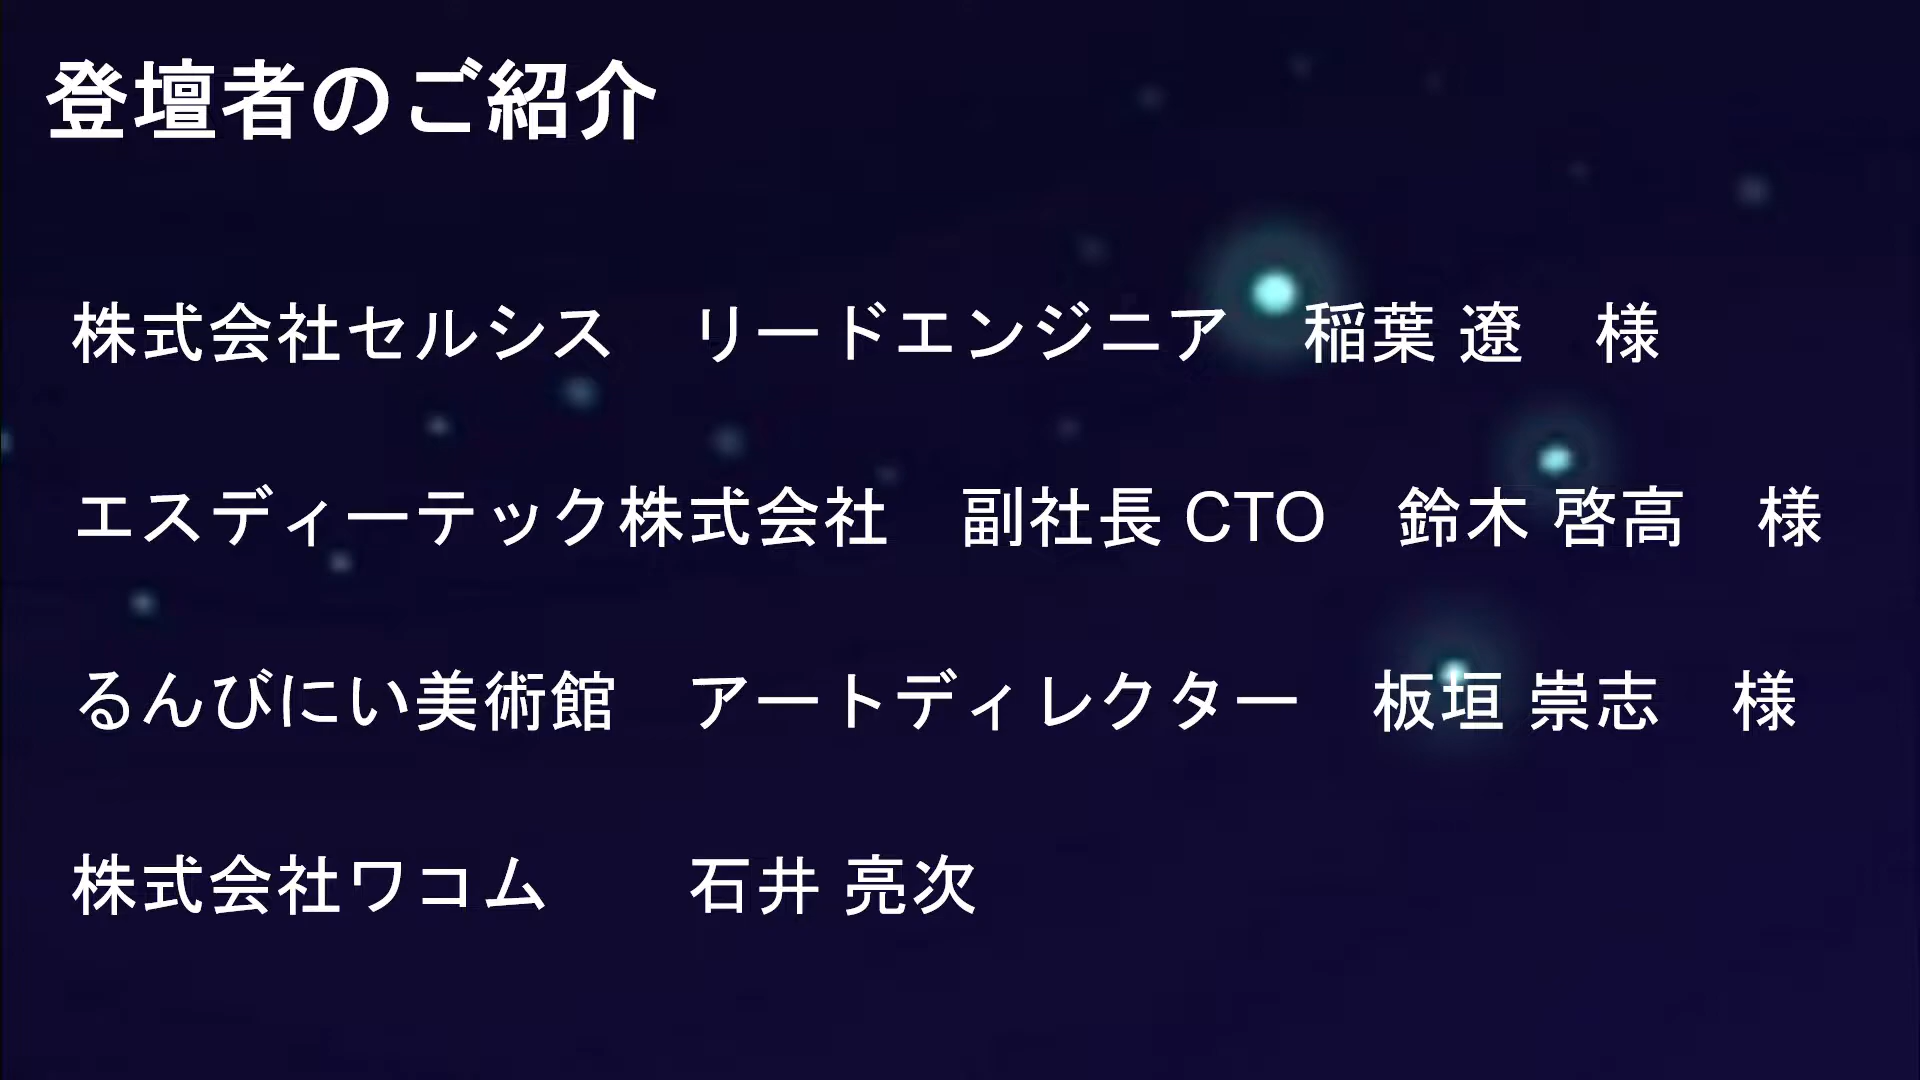 登壇者のご紹介
株式会社セルシス　リードエンジニア　稲葉 遼　様
エスディーテック株式会社　副社長 CTO　鈴木 啓高　様
るんびにい美術館　アートディレクター　板垣 崇志　様
株式会社ワコム　　石井 亮次